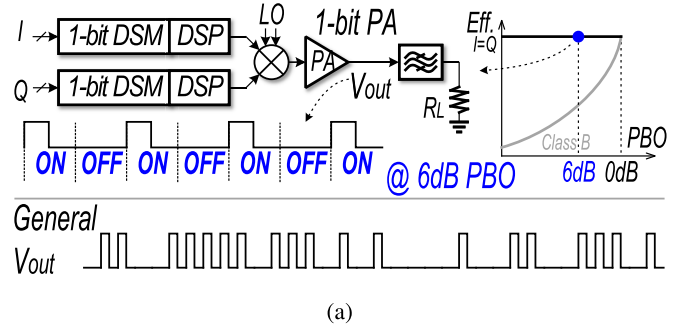 I 1-bit DSM DSP LO 1-bit PA Eff.
I=Q
PA
Q 1-bit DSM DSP Vout
RL
Class B PBO
ON OFF ON OFF ON OFF ON @ 6dB PBO 6dB 0dB
General
Vout
(a)